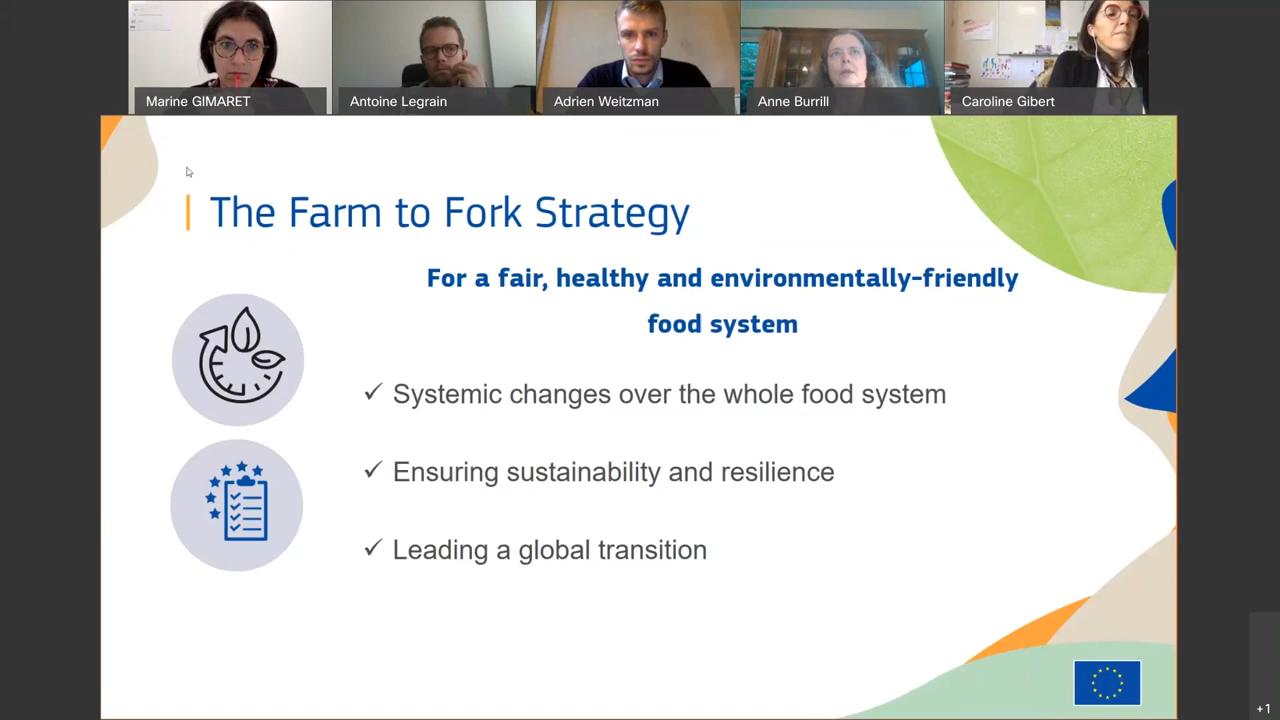 Marine GIMARET
Antoine Legrain
Adrien Weitzman
Anne Burrill
Caroline Gibert
The Farm to Fork Strategy
For a fair, healthy and environmentally-friendly
food system
✓ Systemic changes over the whole food system
✓ Ensuring sustainability and resilience
✓ Leading a global transition
+1